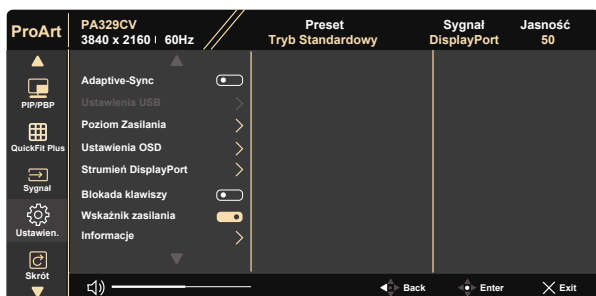 ProArt
PA329CV
3840 x 2160 60Hz
Preset
Tryb Standardowy
Sygnał
DisplayPort
Jasność
50
PIP/PBP
QuickFit Plus
Sygnał
Ustawien.
Skrót
Adaptive-Sync
Ustawienia USB
Poziom Zasilania
Ustawienia OSD
Strumień DisplayPort
Blokada klawiszy
Wskaźnik zasilania
Informacje
Back
Enter
Exit